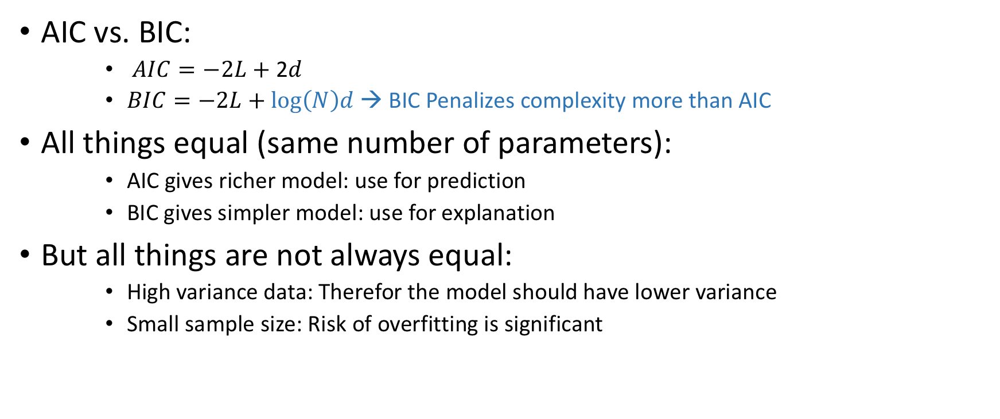 • AIC vs. BIC:
• AIC = −2L + 2d
• BIC = −2L + log(N)d → BIC Penalizes complexity more than AIC
• All things equal (same number of parameters):
• AIC gives richer model: use for prediction
• BIC gives simpler model: use for explanation
• But all things are not always equal:
• High variance data: Therefor the model should have lower variance
• Small sample size: Risk of overfitting is significant